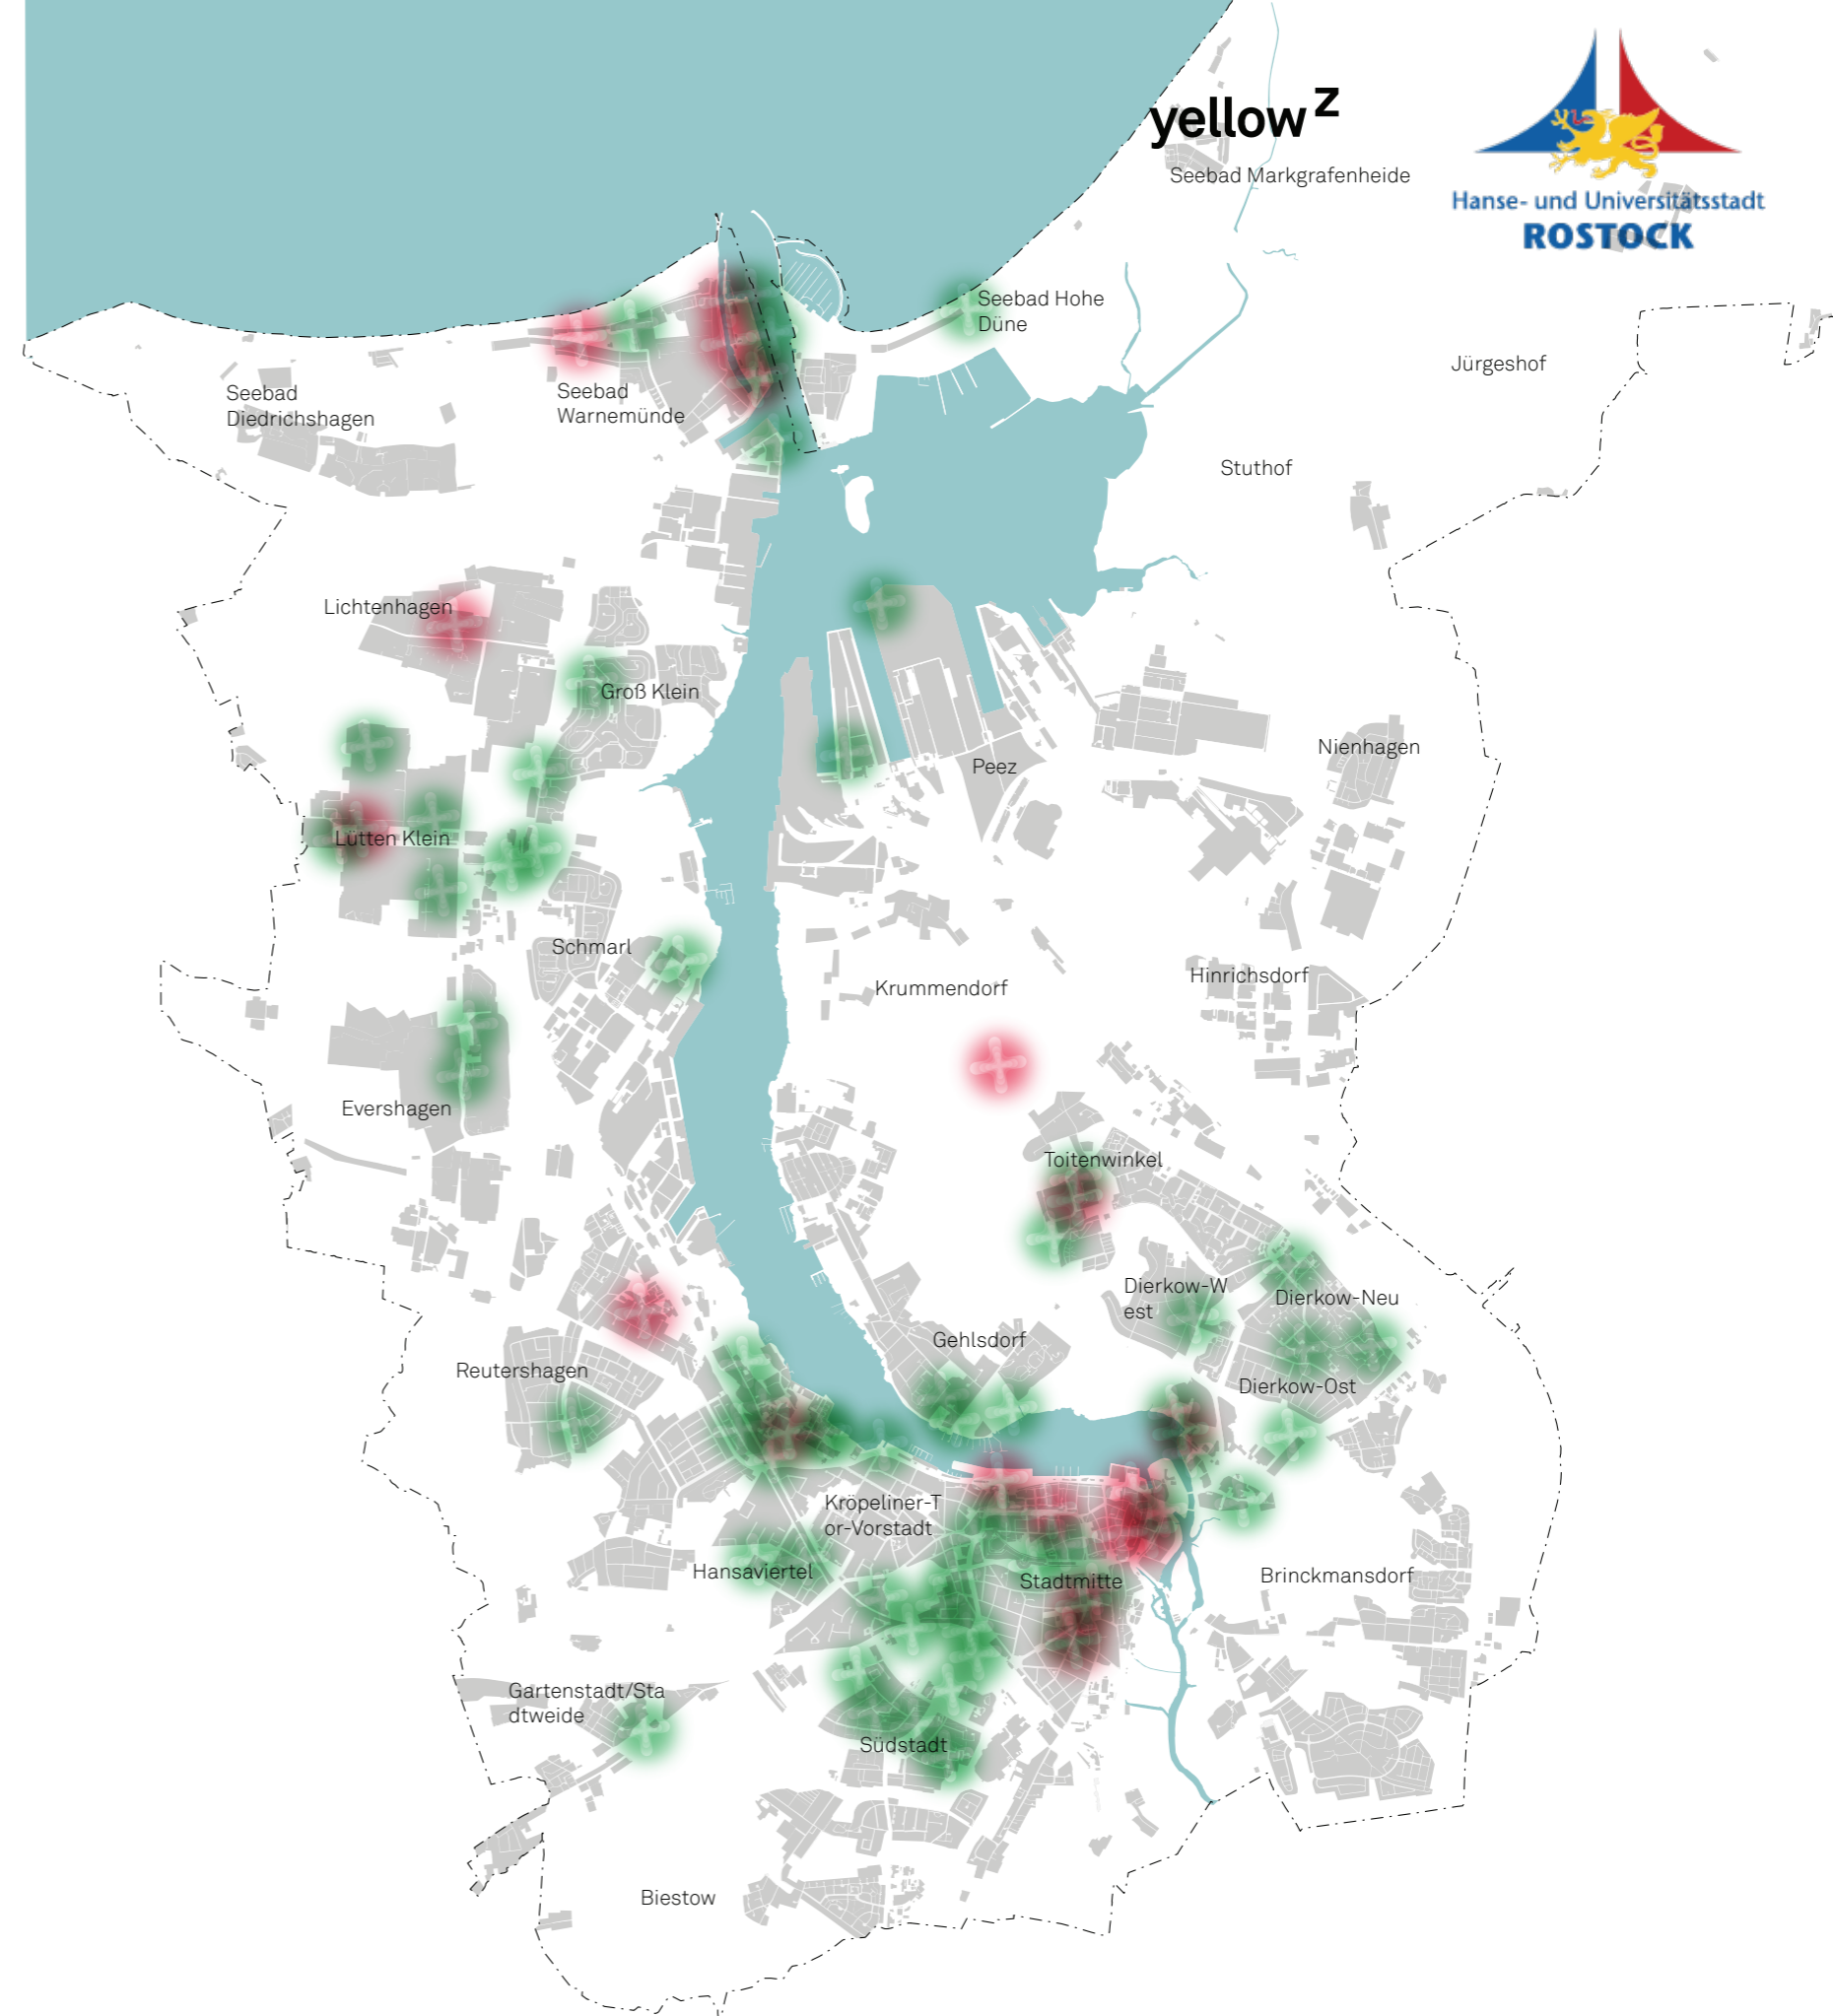 yellow z
Seebad Markgrafenheide
Hanse- und Universitätsstadt
ROSTOCK
Seebad Hohe
Düne
Jürgeshof
Seebad
Diedrichshagen
Seebad
Warnemünde
Stuthof
Lichtenhagen
Groß Klein
Nienhagen
Peez
Lütten Klein
Schmarl
Hinrichsdorf
Krummendorf
Evershagen
Toitenwinkel
Dierkow-W
est
Dierkow-Neu
Gehlsdorf
Reutershagen
Dierkow-Ost
Kröpeliner-T
or-Vorstadt
Hansaviertel
Stadtmitte
Brinckmansdorf
Gartenstadt/Sta
dtweide
Südstadt
Biestow